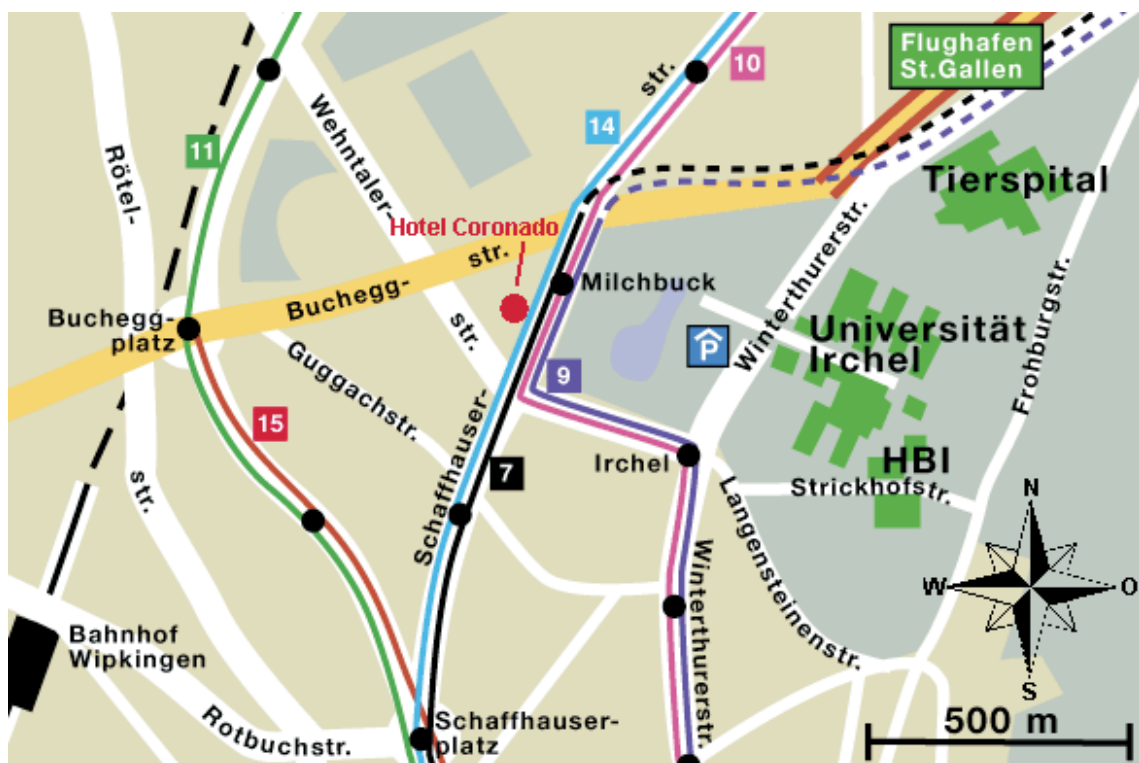 Flughafen
St.Gallen
10
str.
14
11
Wehntaler-
str.
Rötel-
str.
Tierspital
Hotel Coronado
Buchegg-
str.
Milchbuck
Winterthurerstr.
Frohburgstr.
Buchegg-
platz
P
Universität
Irchel
Guggachstr.
9
15
Schaffhauser-
7
Irchel
HBI
Strickhofstr.
Langensteinenstr.
N
W
O
S
Winterthurerstr.
Bahnhof
Wipkingen
Rotbuchstr.
Schaffhauser-
platz
500 m